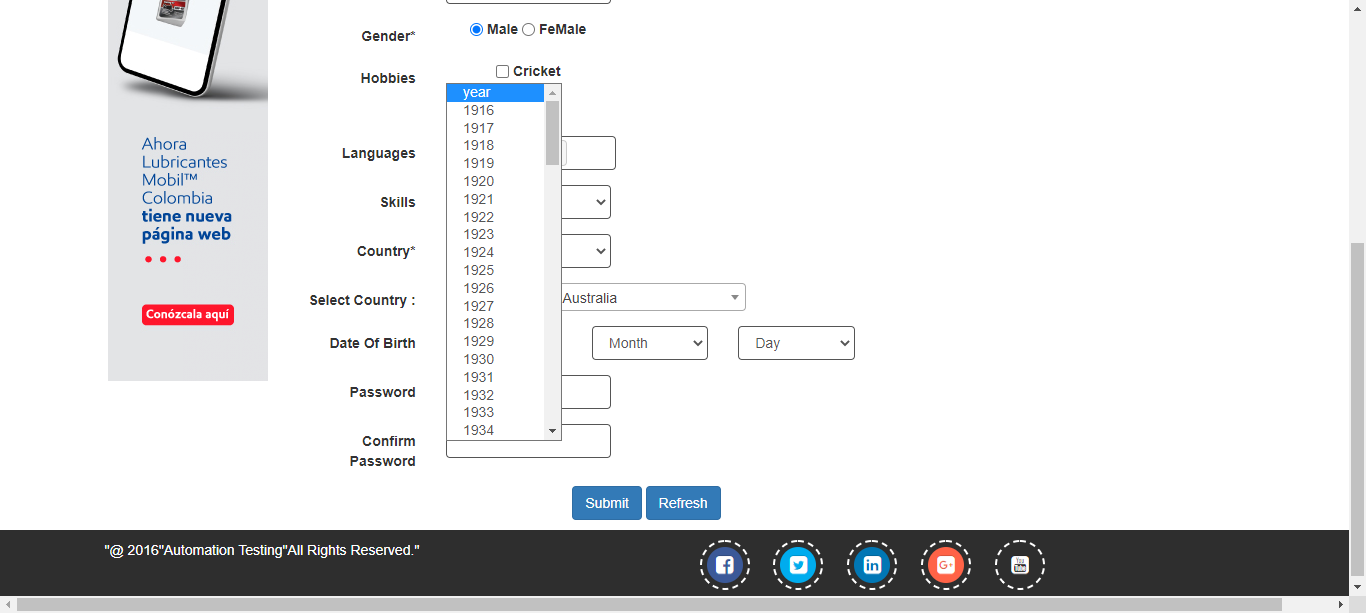 Gender*
Male FeMale
Hobbies
Cricket
year
1916
1917
1918
1919
1920
1921
1922
1923
1924
1925
1926
1927
1928
1929
1930
1931
1932
1933
1934
Languages
Skills
Country*
Select Country :
Australia
Date Of Birth
Month
Day
Password
Confirm
Password
Submit
Refresh
Ahora
Lubricantes
Mobil™
Colombia
tiene nueva
página web
Conózcala aquí
"@ 2016"Automation Testing"All Rights Reserved."
f
in
G+
You
Tube